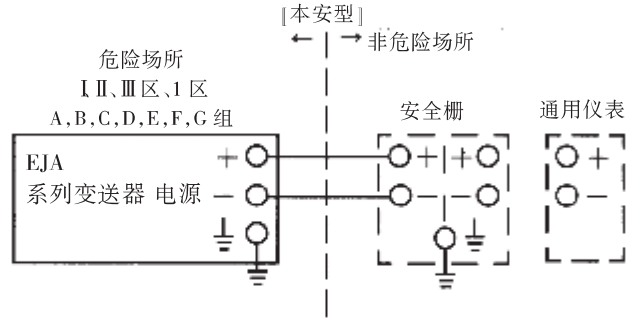 [本安型]
非危险场所
危险场所
Ⅰ、Ⅱ、Ⅲ区、1区
A,B,C,D,E,F,G组
安全栅
通用仪表
EJA
系列变送器 电源
+
−
+
+
−
−
+
−